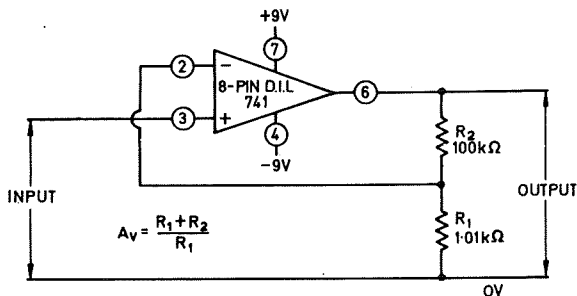 +9V
7
2
−
8-PIN D.I.L
741
6
3
+
4
−9V
R2
100kΩ
INPUT
OUTPUT
AV = R1 + R2
R1
R1
1·01kΩ
OV